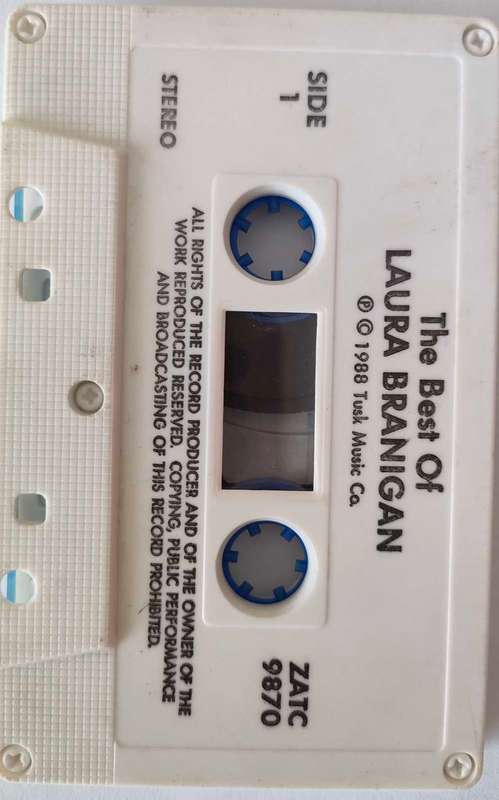 The Best Of
LAURA BRANIGAN
℗ © 1988 Tusk Music Co.
SIDE
1
STEREO
ZATC
9870
ALL RIGHTS OF THE RECORD PRODUCER AND OF THE OWNER OF THE
WORK REPRODUCED RESERVED. COPYING, PUBLIC PERFORMANCE
AND BROADCASTING OF THIS RECORD PROHIBITED.